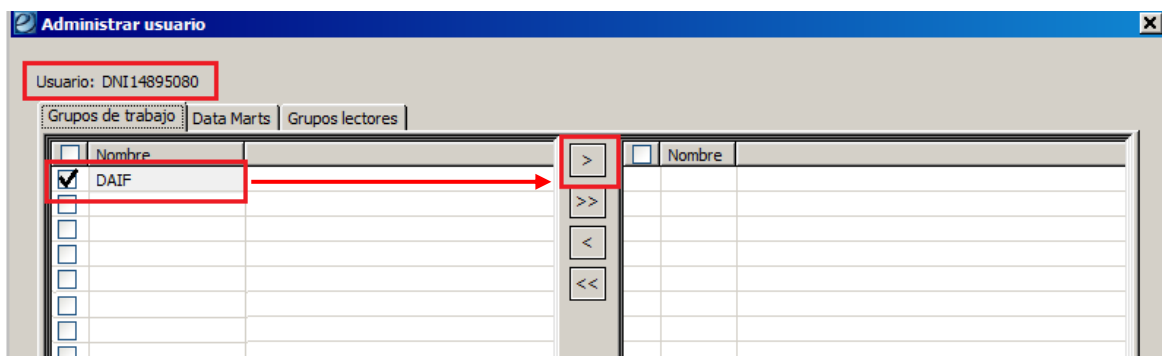 Administrar usuario
Usuario: DNI14895080
Grupos de trabajo Data Marts Grupos lectores
Nombre > Nombre
DAIF
>>
<
<<